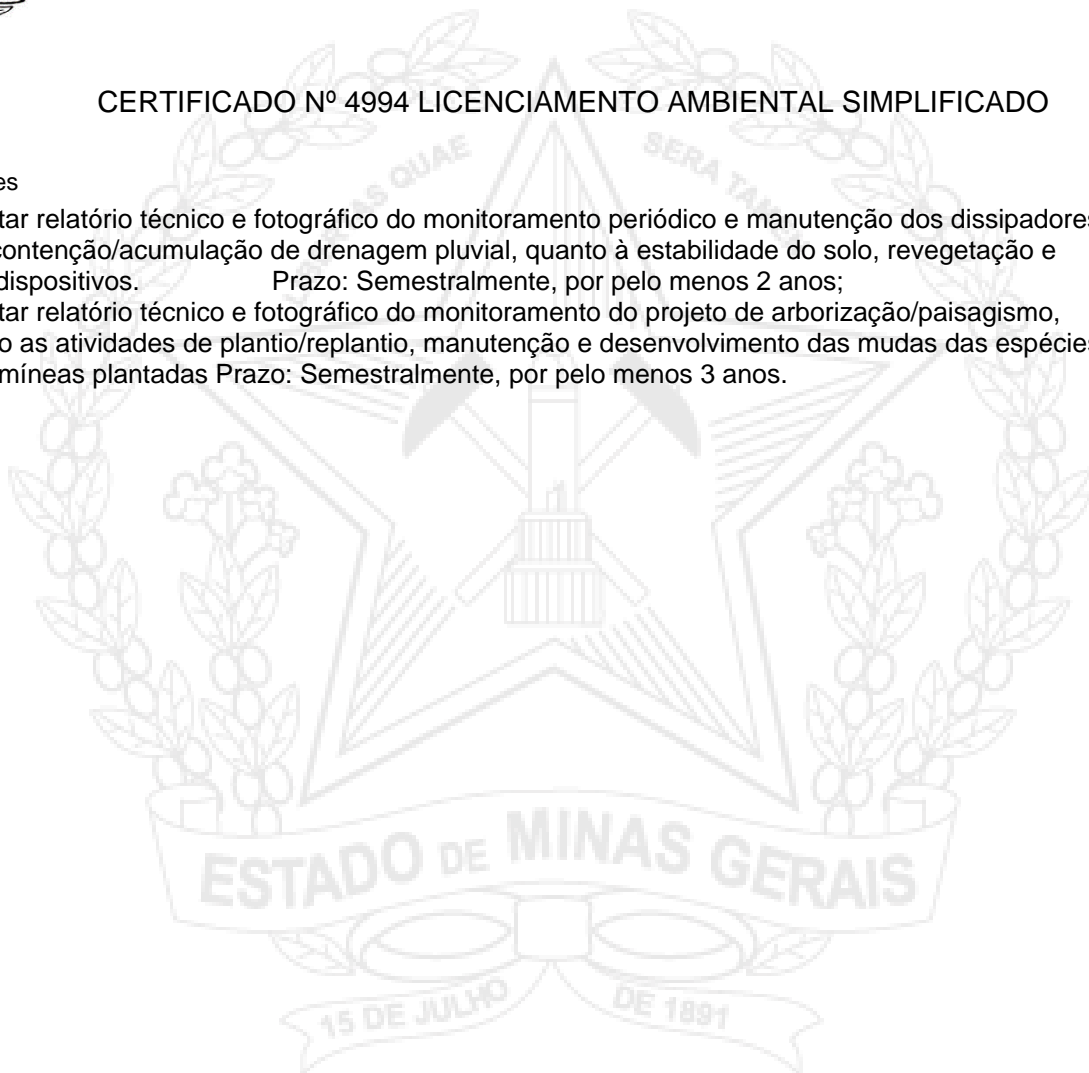 CERTIFICADO Nº 4994 LICENCIAMENTO AMBIENTAL SIMPLIFICADO
es
tar relatório técnico e fotográfico do monitoramento periódico e manutenção dos dissipadores
contenção/acumulação de drenagem pluvial, quanto à estabilidade do solo, revegetação e
dispositivos. Prazo: Semestralmente, por pelo menos 2 anos;
tar relatório técnico e fotográfico do monitoramento do projeto de arborização/paisagismo,
o as atividades de plantio/replantio, manutenção e desenvolvimento das mudas das espécies
míneas plantadas Prazo: Semestralmente, por pelo menos 3 anos.
QUAE SERA TAMEN
ESTADO DE MINAS GERAIS
15 DE JULHO DE 1891